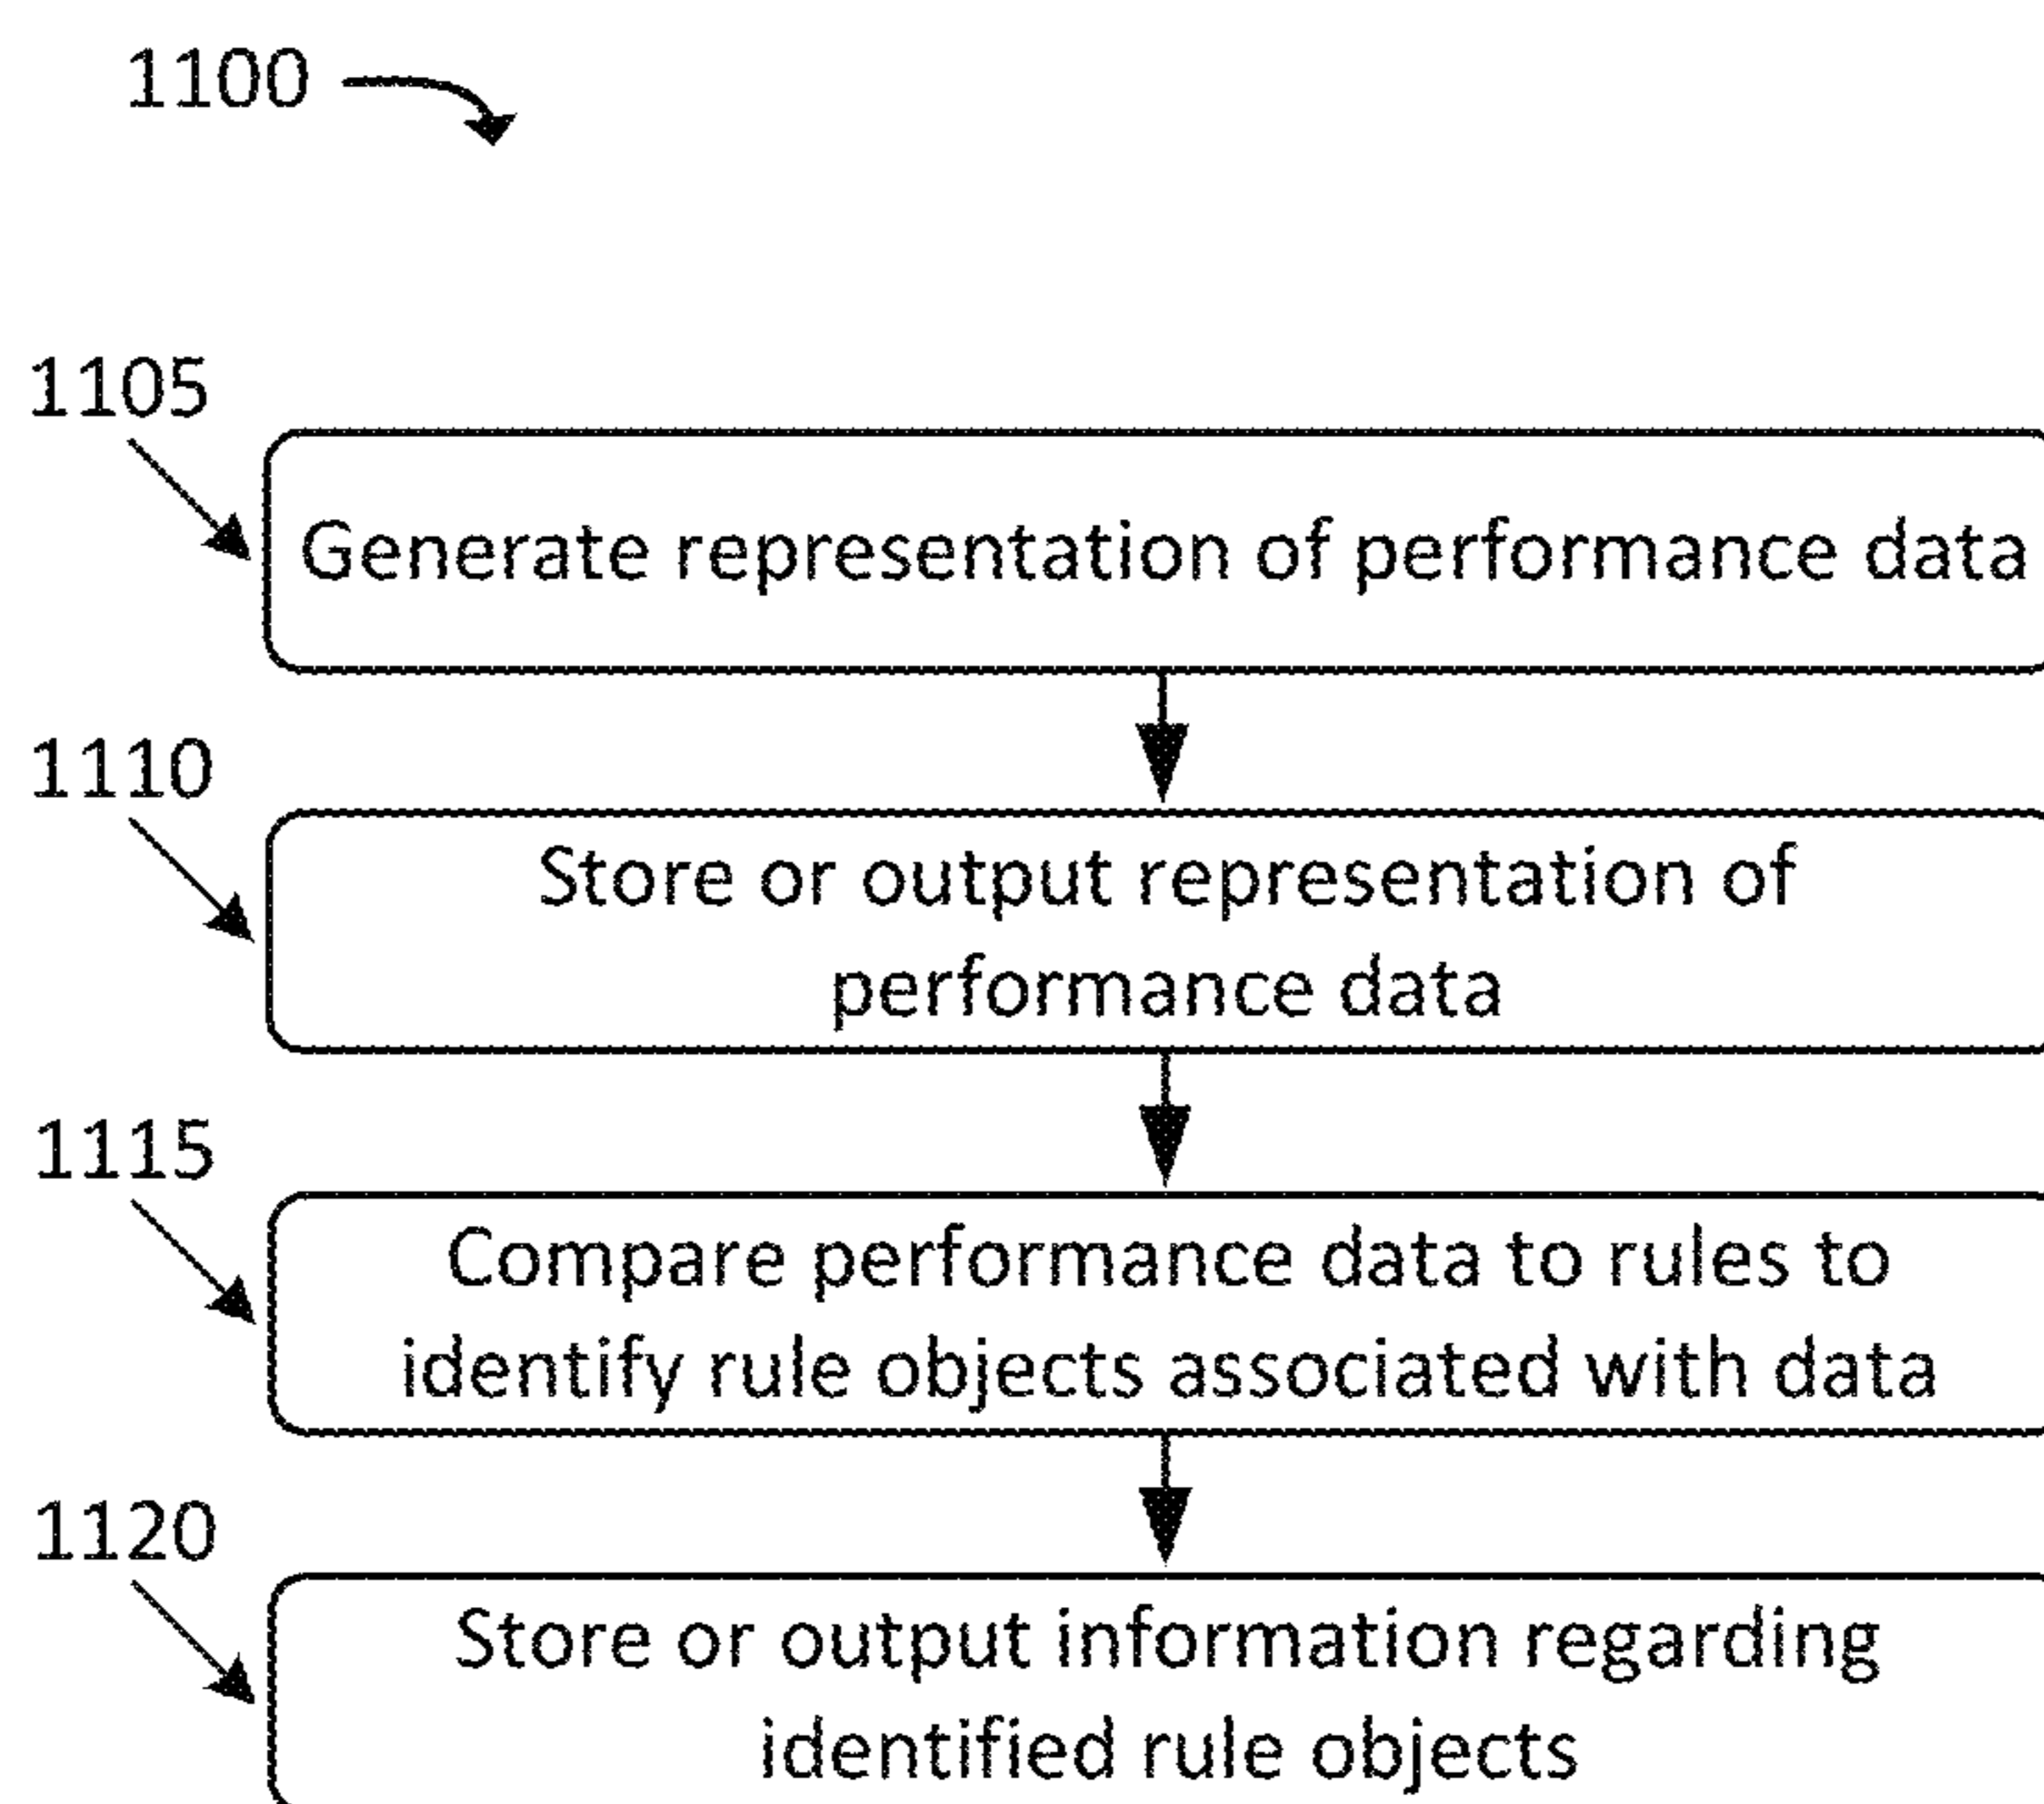 1100
1105
Generate representation of performance data
1110
Store or output representation of
performance data
1115
Compare performance data to rules to
identify rule objects associated with data
1120
Store or output information regarding
identified rule objects